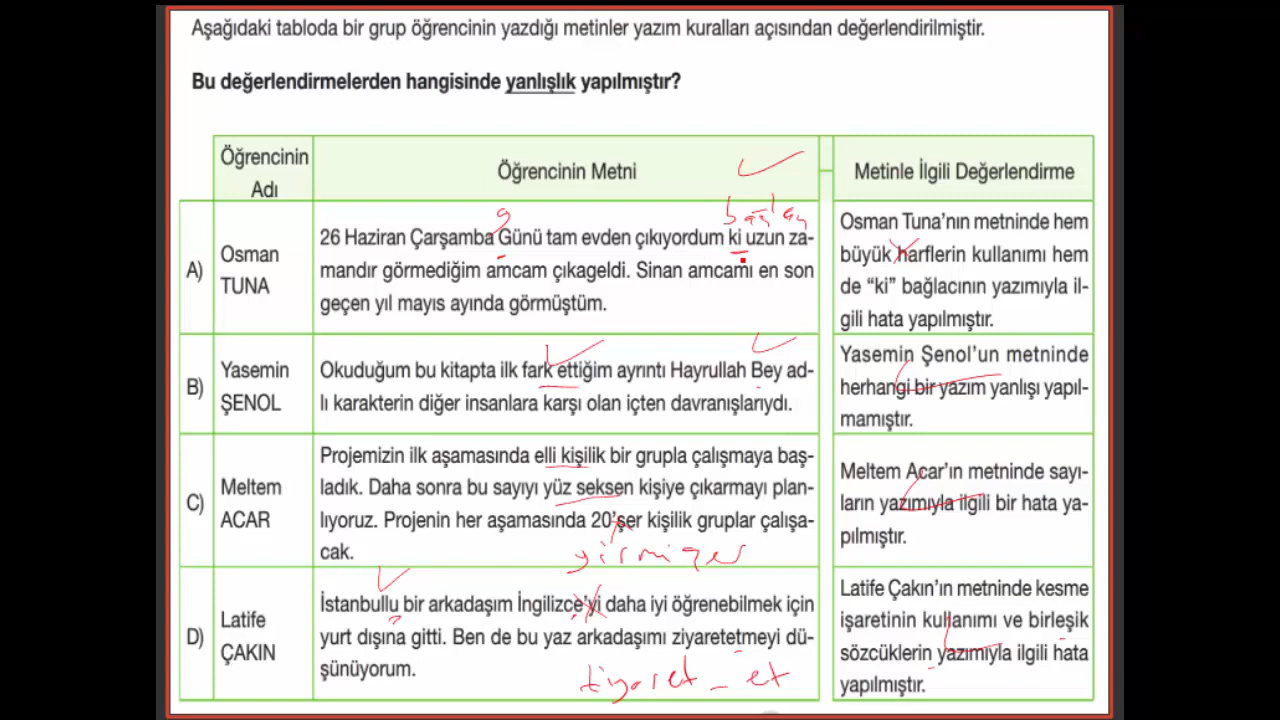 Aşağıdaki tabloda bir grup öğrencinin yazdığı metinler yazım kuralları açısından değerlendirilmiştir.
Bu değerlendirmelerden hangisinde yanlışlık yapılmıştır?
Öğrencinin
Adı
Öğrencinin Metni
Metinle İlgili Değerlendirme
bağlaç
g
A)
Osman
TUNA
26 Haziran Çarşamba Günü tam evden çıkıyordum ki uzun za-
mandır görmediğim amcam çıkageldi. Sinan amcamı en son
geçen yıl mayıs ayında görmüştüm.
Osman Tuna’nın metninde hem
büyük harflerin kullanımı hem
de “ki” bağlacının yazımıyla il-
gili hata yapılmıştır.
B)
Yasemin
ŞENOL
Okuduğum bu kitapta ilk fark ettiğim ayrıntı Hayrullah Bey ad-
lı karakterin diğer insanlara karşı olan içten davranışlarıydı.
Yasemin Şenol’un metninde
herhangi bir yazım yanlışı yapıl-
mamıştır.
C)
Meltem
ACAR
Projemizin ilk aşamasında elli kişilik bir grupla çalışmaya baş-
ladık. Daha sonra bu sayıyı yüz seksen kişiye çıkarmayı plan-
lıyoruz. Projenin her aşamasında 20’şer kişilik gruplar çalışa-
cak.
yirmişer
Meltem Acar’ın metninde sayı-
ların yazımıyla ilgili bir hata ya-
pılmıştır.
D)
Latife
ÇAKIN
İstanbullu bir arkadaşım İngilizce’yi daha iyi öğrenebilmek için
yurt dışına gitti. Ben de bu yaz arkadaşımı ziyaretetmeyi dü-
şünüyorum.
ziyaret _ et
Latife Çakın’ın metninde kesme
işaretinin kullanımı ve birleşik
sözcüklerin yazımıyla ilgili hata
yapılmıştır.